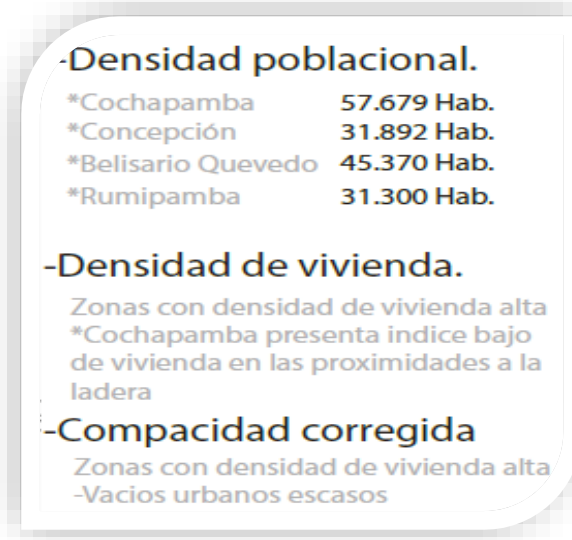 -Densidad poblacional.
*Cochapamba 57.679 Hab.
*Concepción 31.892 Hab.
*Belisario Quevedo 45.370 Hab.
*Rumipamba 31.300 Hab.
-Densidad de vivienda.
Zonas con densidad de vivienda alta
*Cochapamba presenta indice bajo
de vivienda en las proximidades a la
ladera
-Compacidad corregida
Zonas con densidad de vivienda alta
-Vacios urbanos escasos